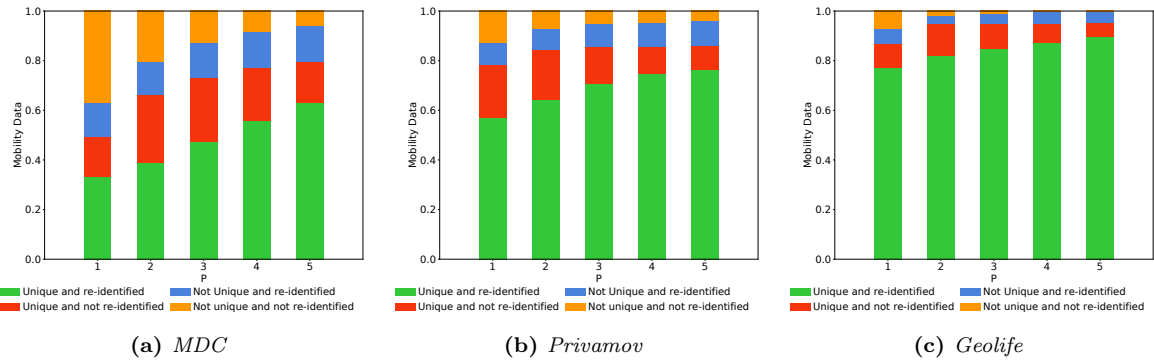 1.0
0.8
0.6
0.4
0.2
0.0
Mobility Data
1 2 3 4 5
P
Unique and re-identified Not Unique and re-identified
Unique and not re-identified Not unique and not re-identified
(a) MDC
1.0
0.8
0.6
0.4
0.2
0.0
Mobility Data
1 2 3 4 5
P
Unique and re-identified Not Unique and re-identified
Unique and not re-identified Not unique and not re-identified
(b) Privamov
1.0
0.8
0.6
0.4
0.2
0.0
Mobility Data
1 2 3 4 5
P
Unique and re-identified Not Unique and re-identified
Unique and not re-identified Not unique and not re-identified
(c) Geolife